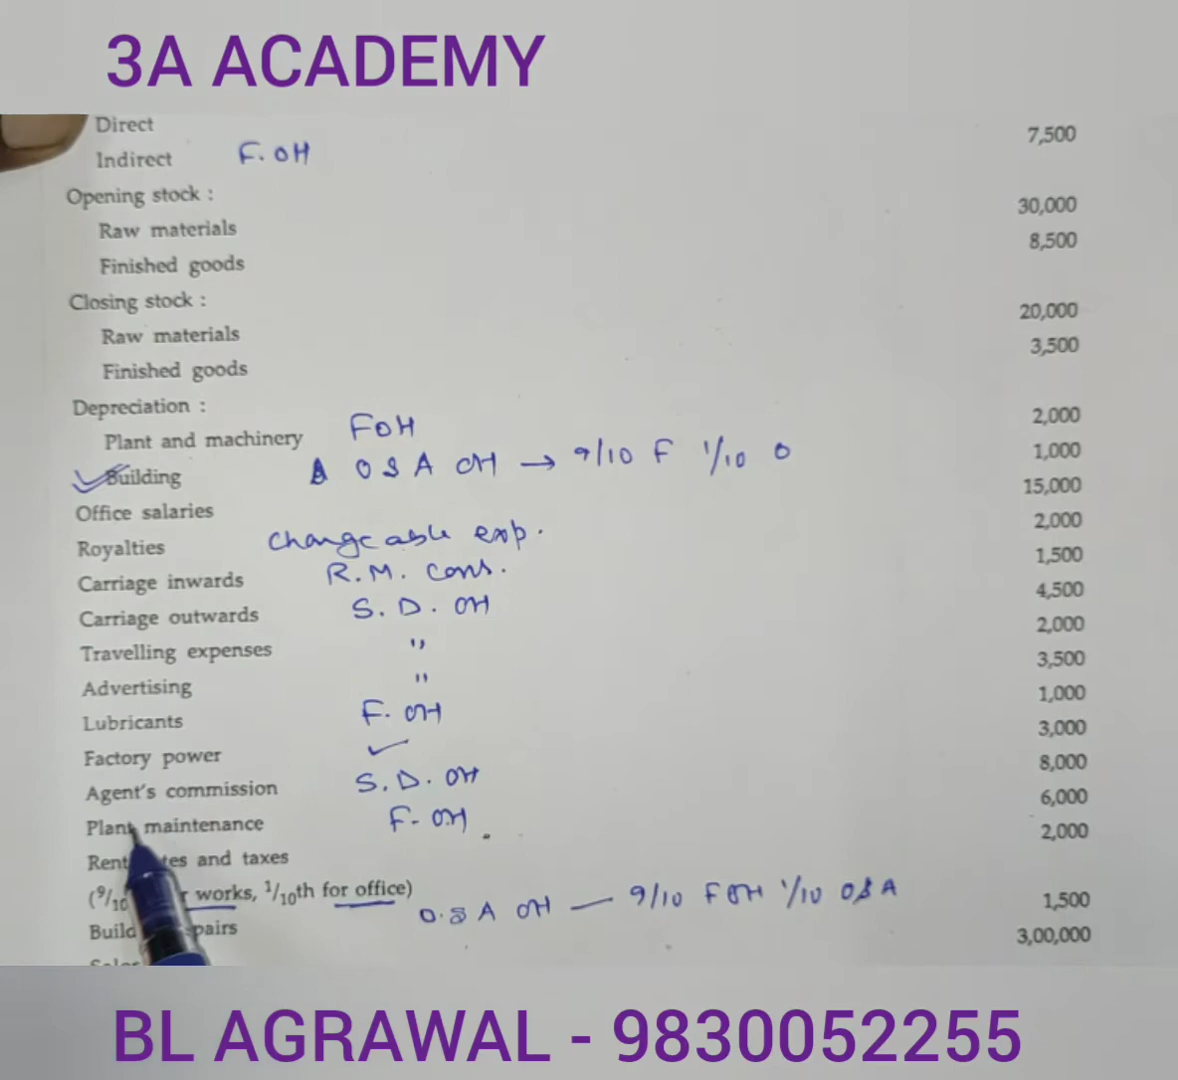 3A ACADEMY
Direct
7,500
Indirect F. OH
Opening stock :
30,000
Raw materials
8,500
Finished goods
Closing stock :
20,000
Raw materials
3,500
Finished goods
Depreciation :
2,000
Plant and machinery FOH
1,000
Building O & A OH → 9/10 F 1/10 O
15,000
Office salaries
2,000
Royalties Changeable exp.
1,500
Carriage inwards R.M. Cons.
4,500
Carriage outwards S. D. OH
2,000
Travelling expenses "
3,500
Advertising "
1,000
Lubricants F. OH
3,000
Factory power ✓
8,000
Agent's commission S. D. OH
6,000
Plant maintenance F. OH
2,000
Rent and taxes
works, 1/10th for office)
O. & A OH — 9/10 FOH 1/10 O & A
1,500
3,00,000
BL AGRAWAL - 9830052255